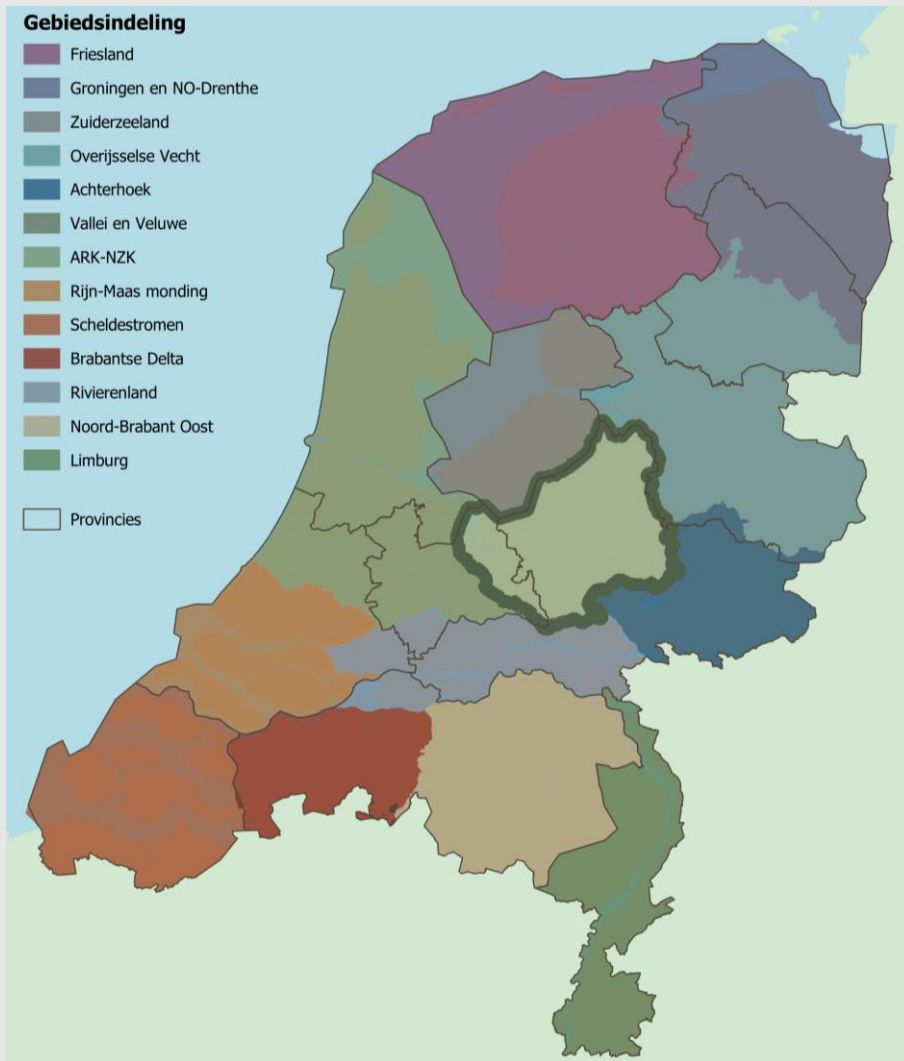 Gebiedsindeling
Friesland
Groningen en NO-Drenthe
Zuiderzeeland
Overijsselse Vecht
Achterhoek
Vallei en Veluwe
ARK-NZK
Rijn-Maas monding
Scheldestromen
Brabantse Delta
Rivierenland
Noord-Brabant Oost
Limburg
Provincies